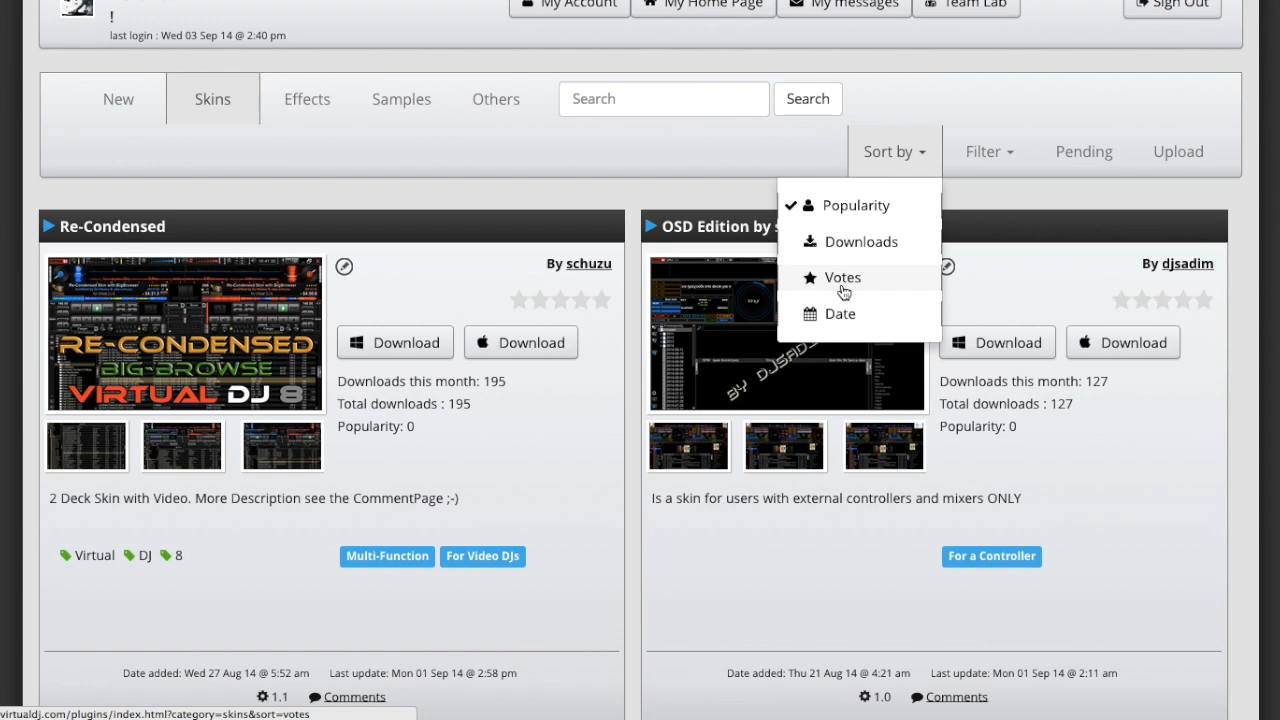 !
My Account
My Home Page
My messages
Team Lab
Sign Out
last login : Wed 03 Sep 14 @ 2:40 pm
New
Skins
Effects
Samples
Others
Search
Search
Sort by
Filter
Pending
Upload
Popularity
Downloads
Votes
Date
Re-Condensed
By schuzu
RE-CONDENSED
BIG-BROWSE
VIRTUAL DJ 8
Download
Download
Downloads this month: 195
Total downloads : 195
Popularity: 0
2 Deck Skin with Video. More Description see the CommentPage ;-)
Virtual
DJ
8
Multi-Function
For Video DJs
Date added: Wed 27 Aug 14 @ 5:52 am
Last update: Mon 01 Sep 14 @ 2:58 pm
1.1
Comments
OSD Edition by
By djsadim
BY DJSADI
Download
Download
Downloads this month: 127
Total downloads : 127
Popularity: 0
Is a skin for users with external controllers and mixers ONLY
For a Controller
Date added: Thu 21 Aug 14 @ 4:21 am
Last update: Mon 01 Sep 14 @ 2:11 am
1.0
Comments
virtualdj.com/plugins/index.html?category=skins&sort=votes